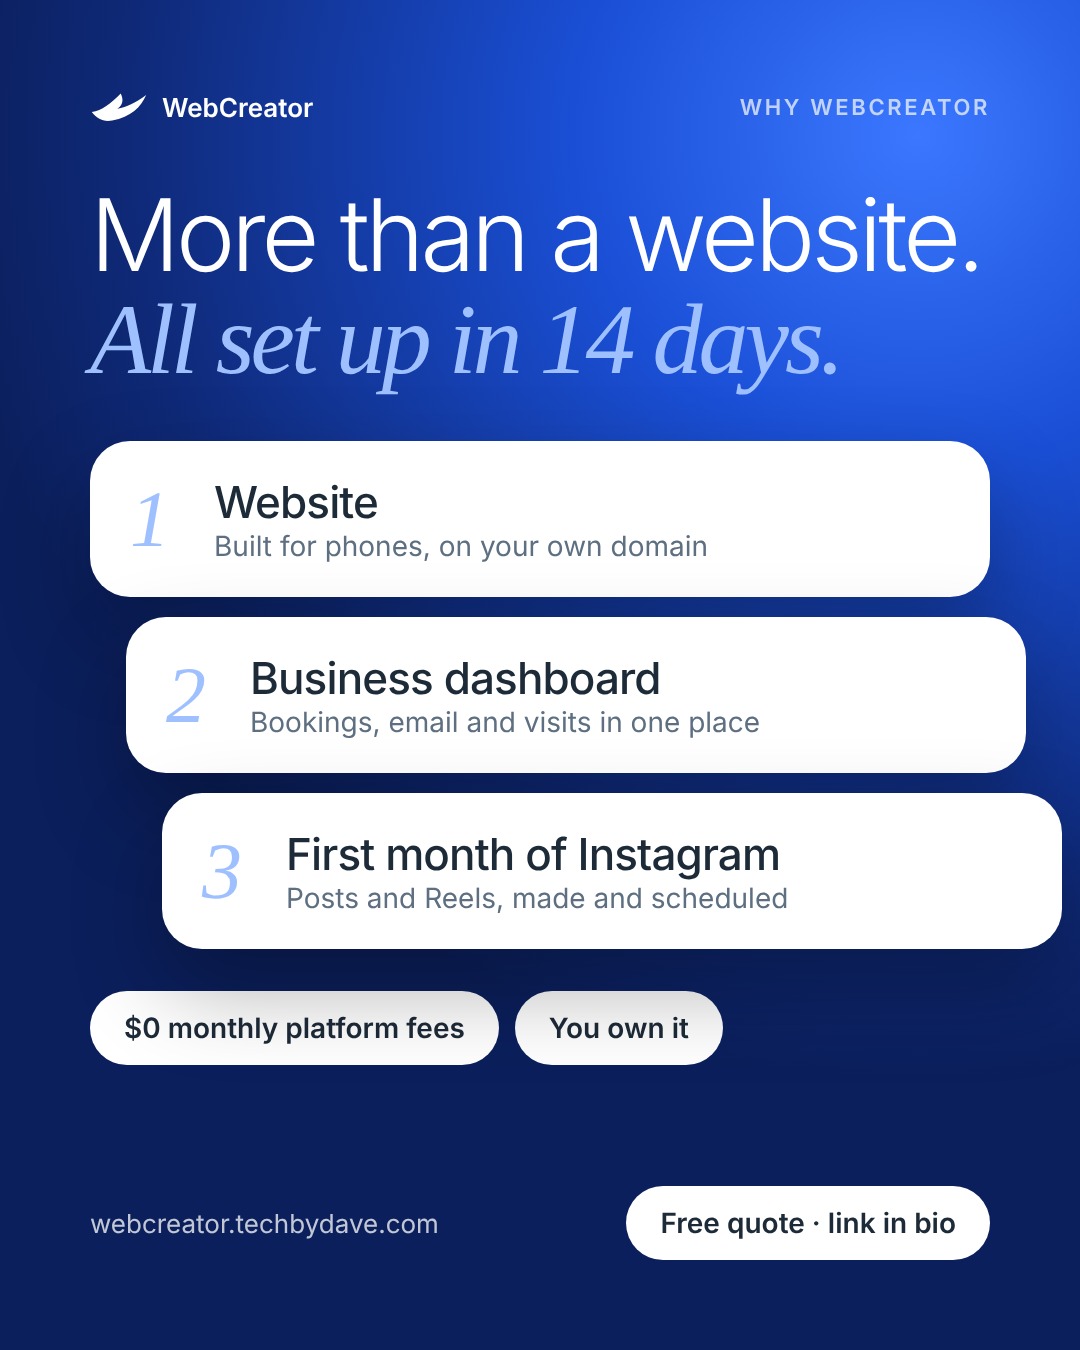 WebCreator
WHY WEBCREATOR
More than a website.
All set up in 14 days.
1
Website
Built for phones, on your own domain
2
Business dashboard
Bookings, email and visits in one place
3
First month of Instagram
Posts and Reels, made and scheduled
$0 monthly platform fees
You own it
webcreator.techbydave.com
Free quote · link in bio